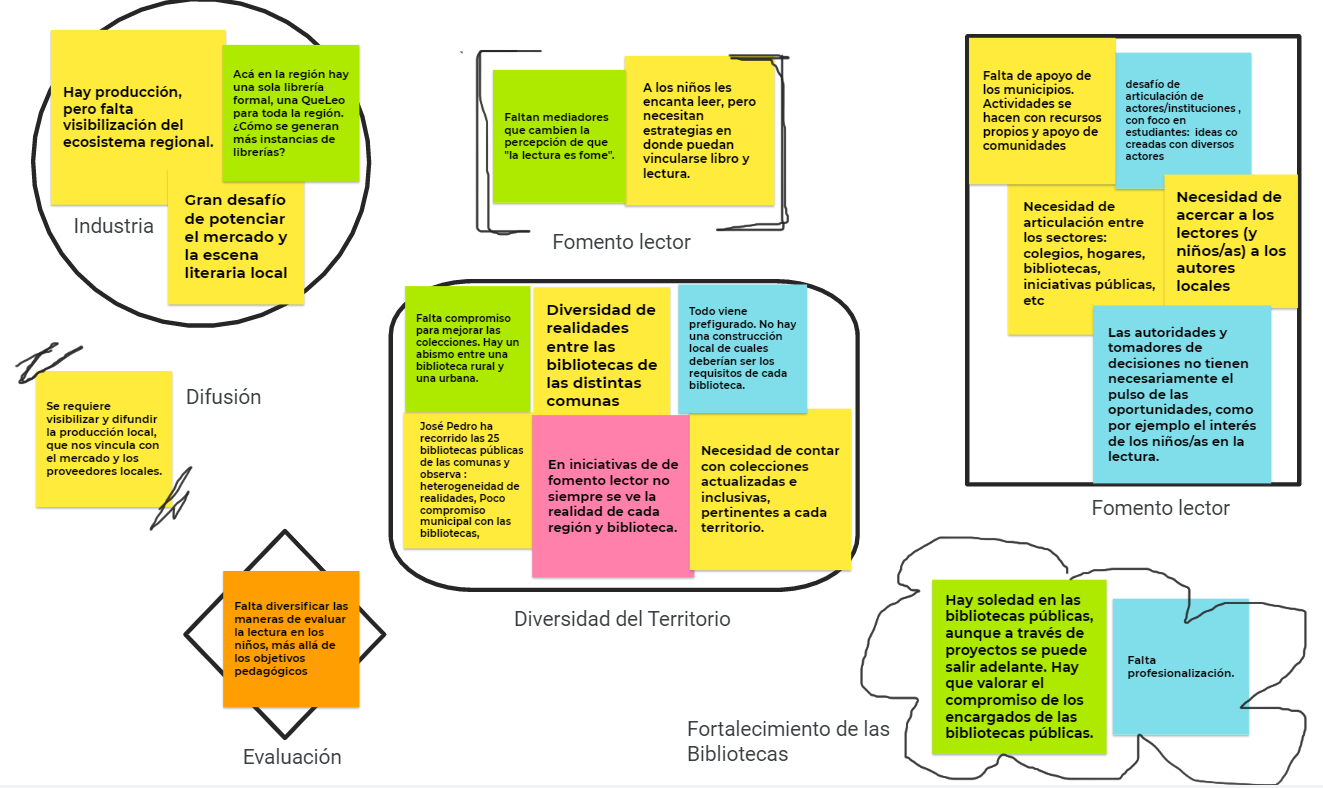 Hay producción,
pero falta
visibilización del
ecosistema regional.
Acá en la región hay
una sola librería
formal, una QueLeo
para toda la región.
¿Cómo se generan
más instancias de
librerías?
Gran desafío
de potenciar
el mercado y
la escena
literaria local
Industria
Faltan mediadores
que cambien la
percepción de que
"la lectura es fome".
A los niños les
encanta leer, pero
necesitan
estrategias en
donde puedan
vincularse libro y
lectura.
Fomento lector
Falta de apoyo de
los municipios.
Actividades se
hacen con recursos
propios y apoyo de
comunidades
desafío de
articulación de
actores/instituciones ,
con foco en
estudiantes: ideas co
creadas con diversos
actores
Necesidad de
articulación entre
los sectores:
colegios, hogares,
bibliotecas,
iniciativas públicas,
etc
Necesidad de
acercar a los
lectores (y
niños/as) a los
autores
locales
Las autoridades y
tomadores de
decisiones no tienen
necesariamente el
pulso de las
oportunidades, como
por ejemplo el interés
de los niños/as en la
lectura.
Fomento lector
Se requiere
visibilizar y difundir
la producción local,
que nos vincula con
el mercado y los
proveedores locales.
Difusión
Falta compromiso
para mejorar las
colecciones. Hay un
abismo entre una
biblioteca rural y
una urbana.
Diversidad de
realidades
entre las
bibliotecas de
las distintas
comunas
Todo viene
prefigurado. No hay
una construcción
local de cuales
deberían ser los
requisitos de cada
biblioteca.
José Pedro ha
recorrido las 25
bibliotecas públicas
de las comunas y
observa :
heterogeneidad de
realidades, Poco
compromiso
municipal con las
bibliotecas,
En iniciativas de de
fomento lector no
siempre se ve la
realidad de cada
región y biblioteca.
Necesidad de contar
con colecciones
actualizadas e
inclusivas,
pertinentes a cada
territorio.
Diversidad del Territorio
Falta diversificar las
maneras de evaluar
la lectura en los
niños, más allá de
los objetivos
pedagógicos
Evaluación
Hay soledad en las
bibliotecas públicas,
aunque a través de
proyectos se puede
salir adelante. Hay
que valorar el
compromiso de los
encargados de las
bibliotecas públicas.
Falta
profesionalización.
Fortalecimiento de las
Bibliotecas